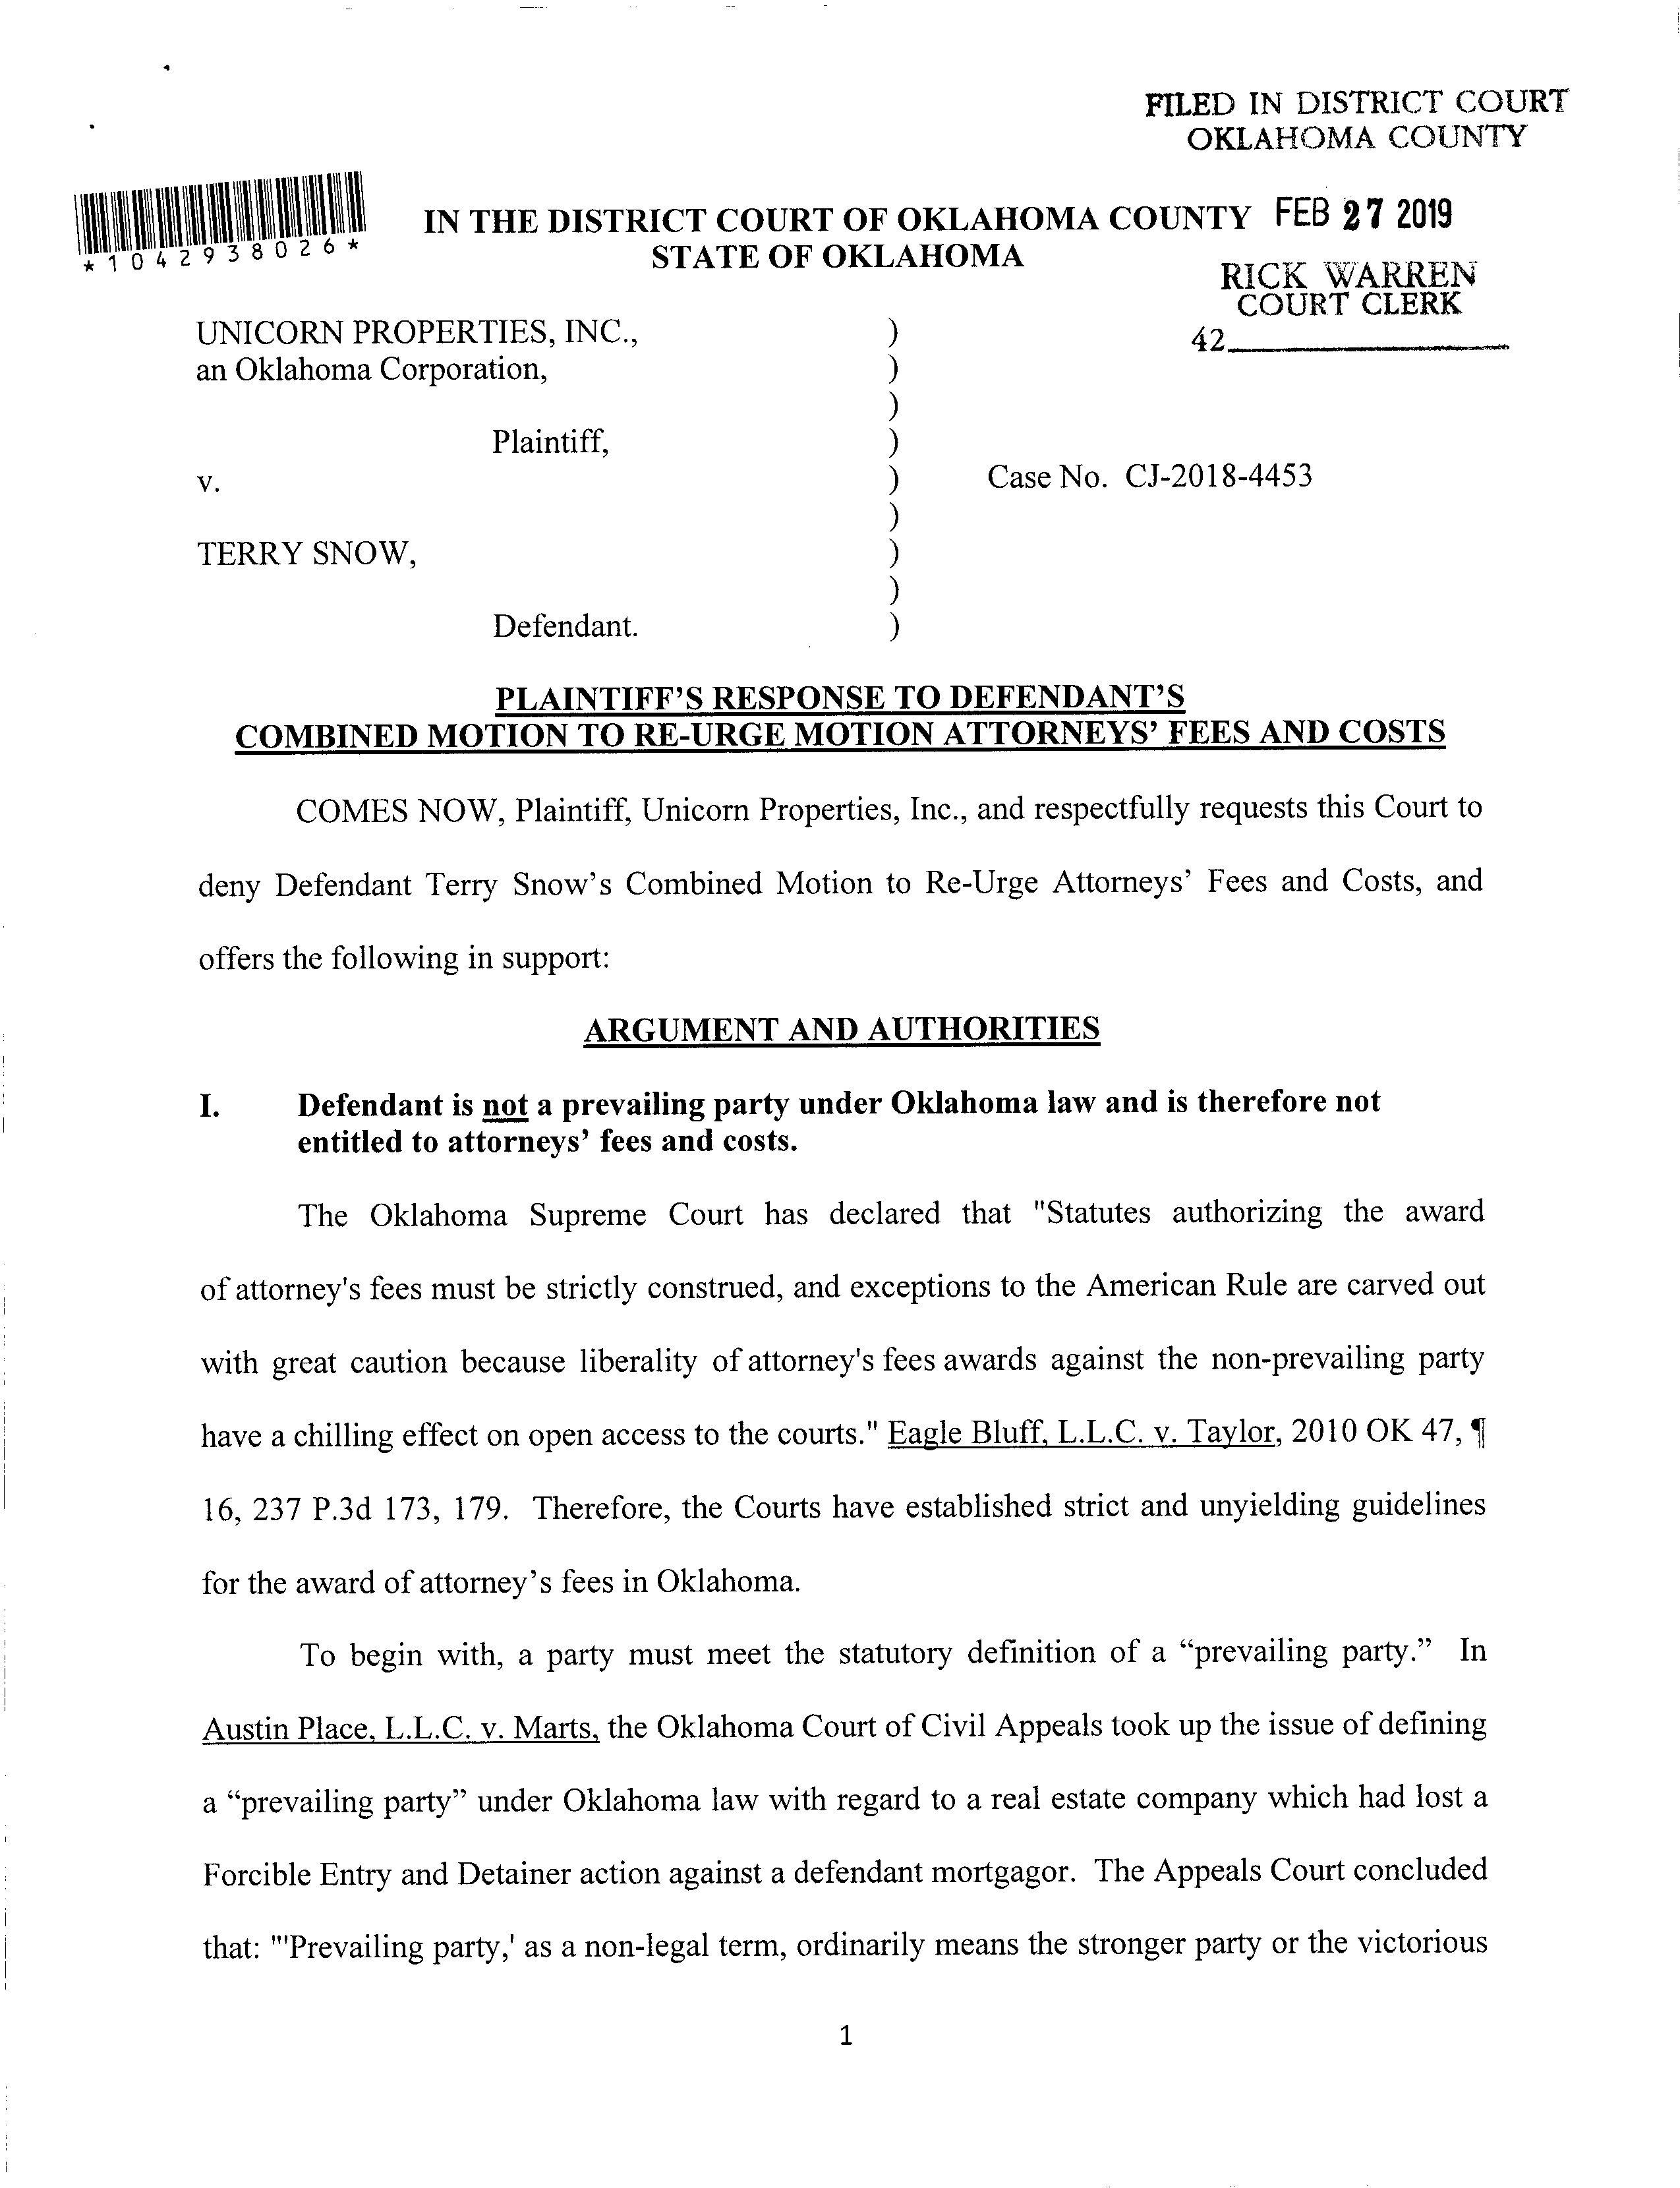 FILED IN DISTRICT COURT
OKLAHOMA COUNTY
*1042938026*
IN THE DISTRICT COURT OF OKLAHOMA COUNTY FEB 27 2019
STATE OF OKLAHOMA
RICK WARREN
COURT CLERK
42
UNICORN PROPERTIES, INC., )
an Oklahoma Corporation, )
)
Plaintiff, )
v. ) Case No. CJ-2018-4453
)
TERRY SNOW, )
)
Defendant. )
PLAINTIFF'S RESPONSE TO DEFENDANT'S
COMBINED MOTION TO RE-URGE MOTION ATTORNEYS' FEES AND COSTS
COMES NOW, Plaintiff, Unicorn Properties, Inc., and respectfully requests this Court to
deny Defendant Terry Snow's Combined Motion to Re-Urge Attorneys' Fees and Costs, and
offers the following in support:
ARGUMENT AND AUTHORITIES
I. Defendant is not a prevailing party under Oklahoma law and is therefore not
entitled to attorneys' fees and costs.
The Oklahoma Supreme Court has declared that "Statutes authorizing the award
of attorney's fees must be strictly construed, and exceptions to the American Rule are carved out
with great caution because liberality of attorney's fees awards against the non-prevailing party
have a chilling effect on open access to the courts." Eagle Bluff, L.L.C. v. Taylor, 2010 OK 47, ¶
16, 237 P.3d 173, 179. Therefore, the Courts have established strict and unyielding guidelines
for the award of attorney's fees in Oklahoma.
To begin with, a party must meet the statutory definition of a “prevailing party.” In
Austin Place, L.L.C. v. Marts, the Oklahoma Court of Civil Appeals took up the issue of defining
a “prevailing party” under Oklahoma law with regard to a real estate company which had lost a
Forcible Entry and Detainer action against a defendant mortgagor. The Appeals Court concluded
that: "'Prevailing party,' as a non-legal term, ordinarily means the stronger party or the victorious
1